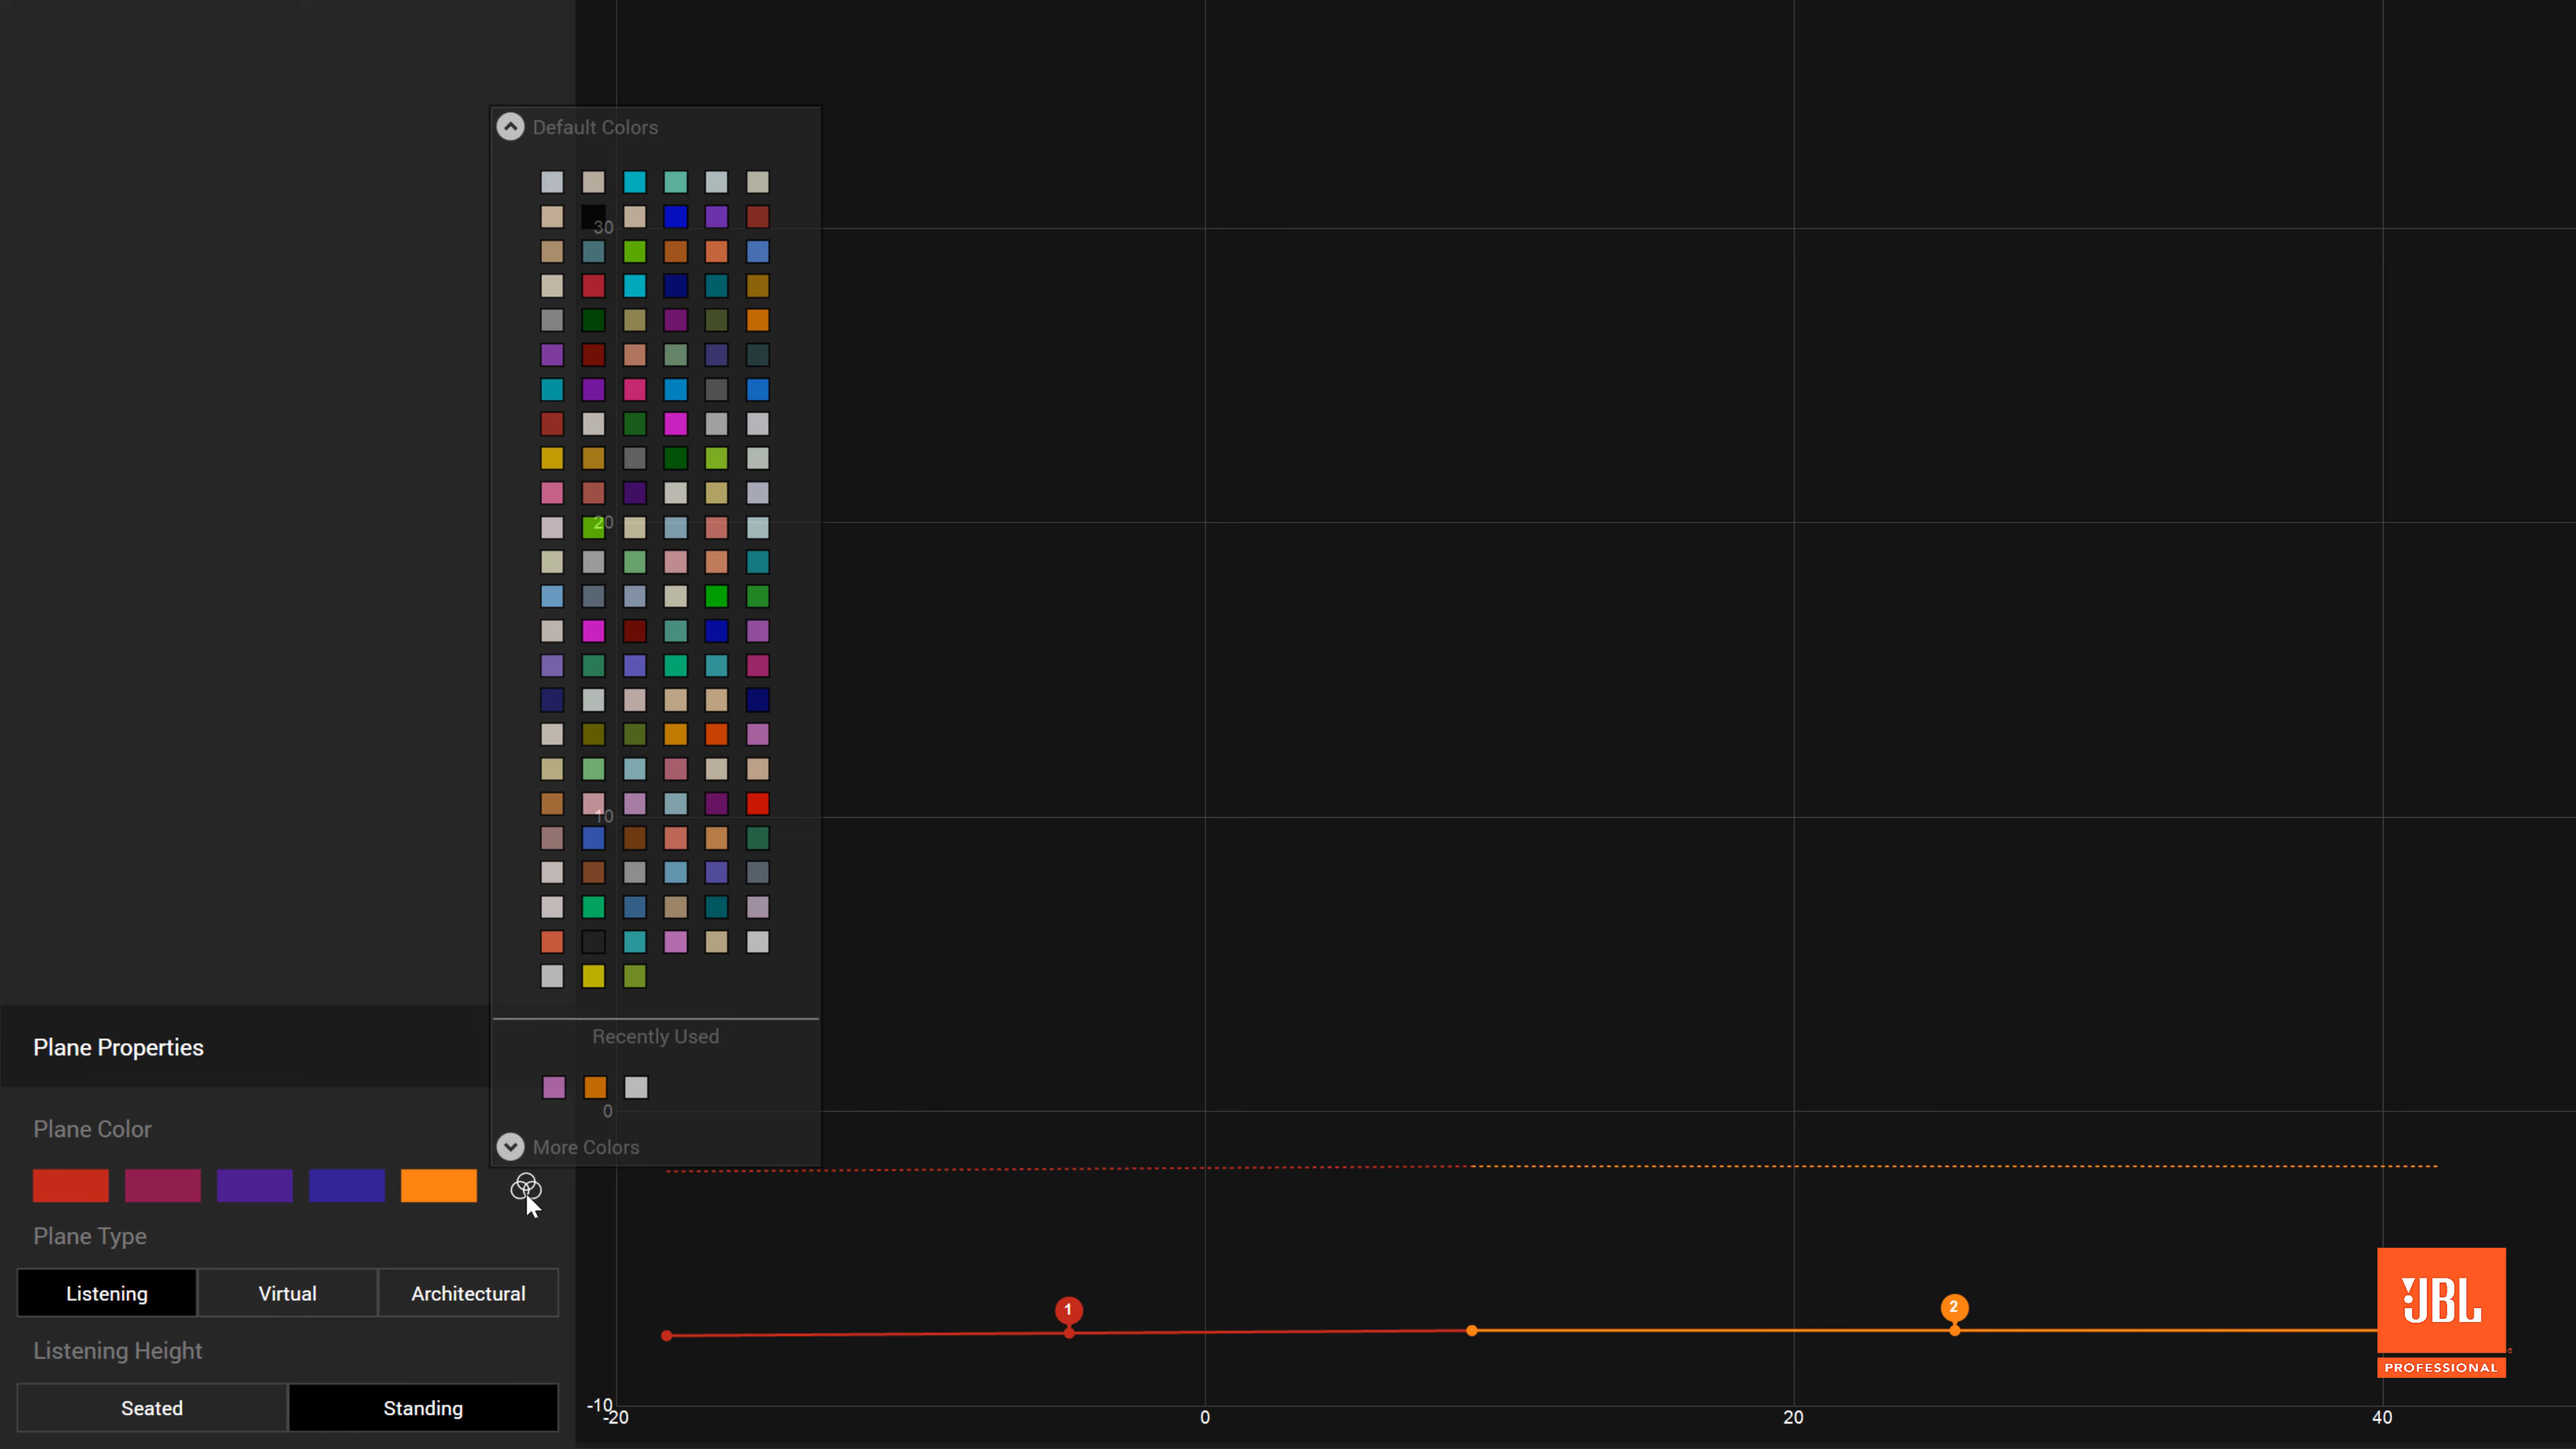 Default Colors
30
20
10
Recently Used
0
More Colors
Plane Properties
Plane Color
Plane Type
Listening
Virtual
Architectural
Listening Height
Seated
Standing
1
2
JBL
PROFESSIONAL
-10
-20
0
20
40